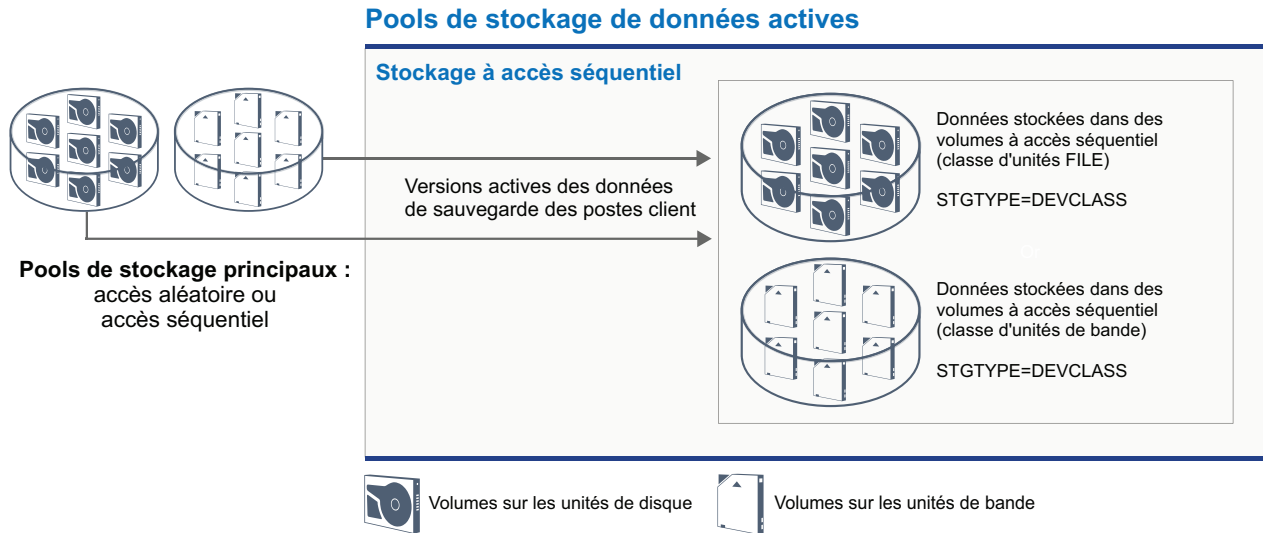 Pools de stockage de données actives
Stockage à accès séquentiel
Données stockées dans des
volumes à accès séquentiel
(classe d'unités FILE)
STGTYPE=DEVCLASS
Versions actives des données
de sauvegarde des postes client
Pools de stockage principaux :
accès aléatoire ou
accès séquentiel
Données stockées dans des
volumes à accès séquentiel
(classe d'unités de bande)
STGTYPE=DEVCLASS
Volumes sur les unités de disque
Volumes sur les unités de bande